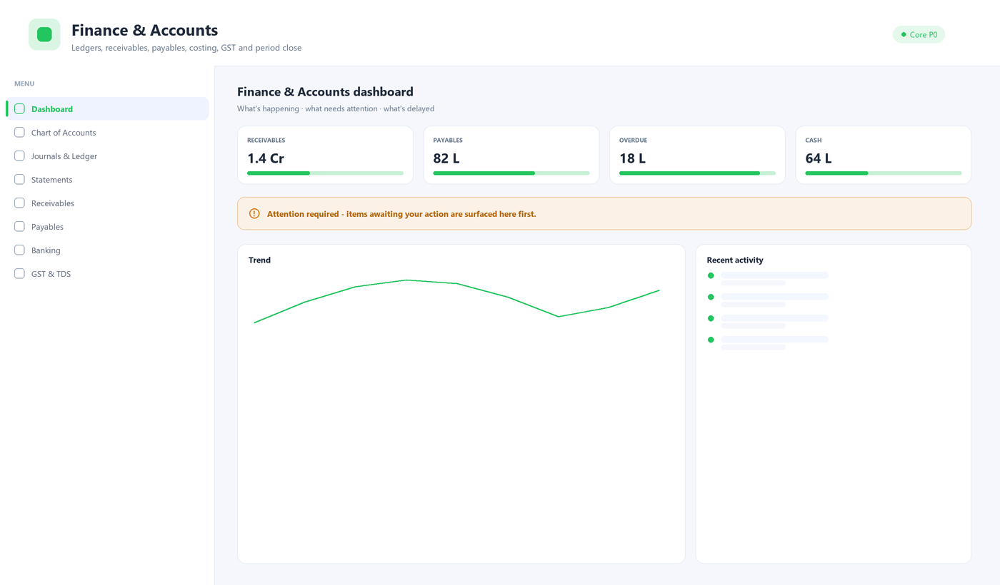 Finance & Accounts
Ledgers, receivables, payables, costing, GST and period close
Core P0
MENU
Dashboard
Chart of Accounts
Journals & Ledger
Statements
Receivables
Payables
Banking
GST & TDS
Finance & Accounts dashboard
What's happening · what needs attention · what's delayed
RECEIVABLES
1.4 Cr
PAYABLES
82 L
OVERDUE
18 L
CASH
64 L
Attention required - items awaiting your action are surfaced here first.
Trend
Recent activity